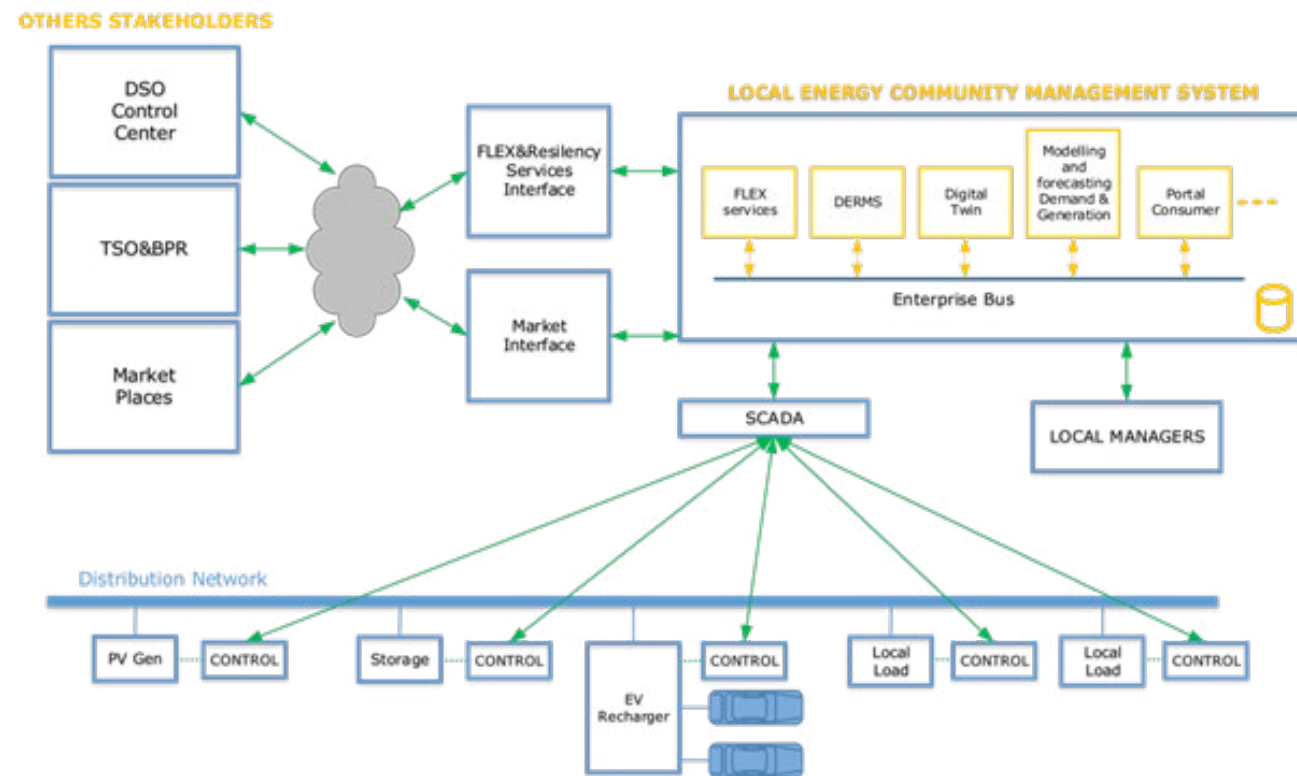 OTHERS STAKEHOLDERS
DSO
Control
Center
TSO&BPR
Market
Places
FLEX&Resilency
Services
Interface
Market
Interface
LOCAL ENERGY COMMUNITY MANAGEMENT SYSTEM
FLEX
services
DERMS
Digital
Twin
Modelling
and
forecasting
Demand &
Generation
Portal
Consumer
Enterprise Bus
SCADA
LOCAL MANAGERS
Distribution Network
PV Gen
CONTROL
Storage
CONTROL
EV
Recharger
CONTROL
Local
Load
CONTROL
Local
Load
CONTROL